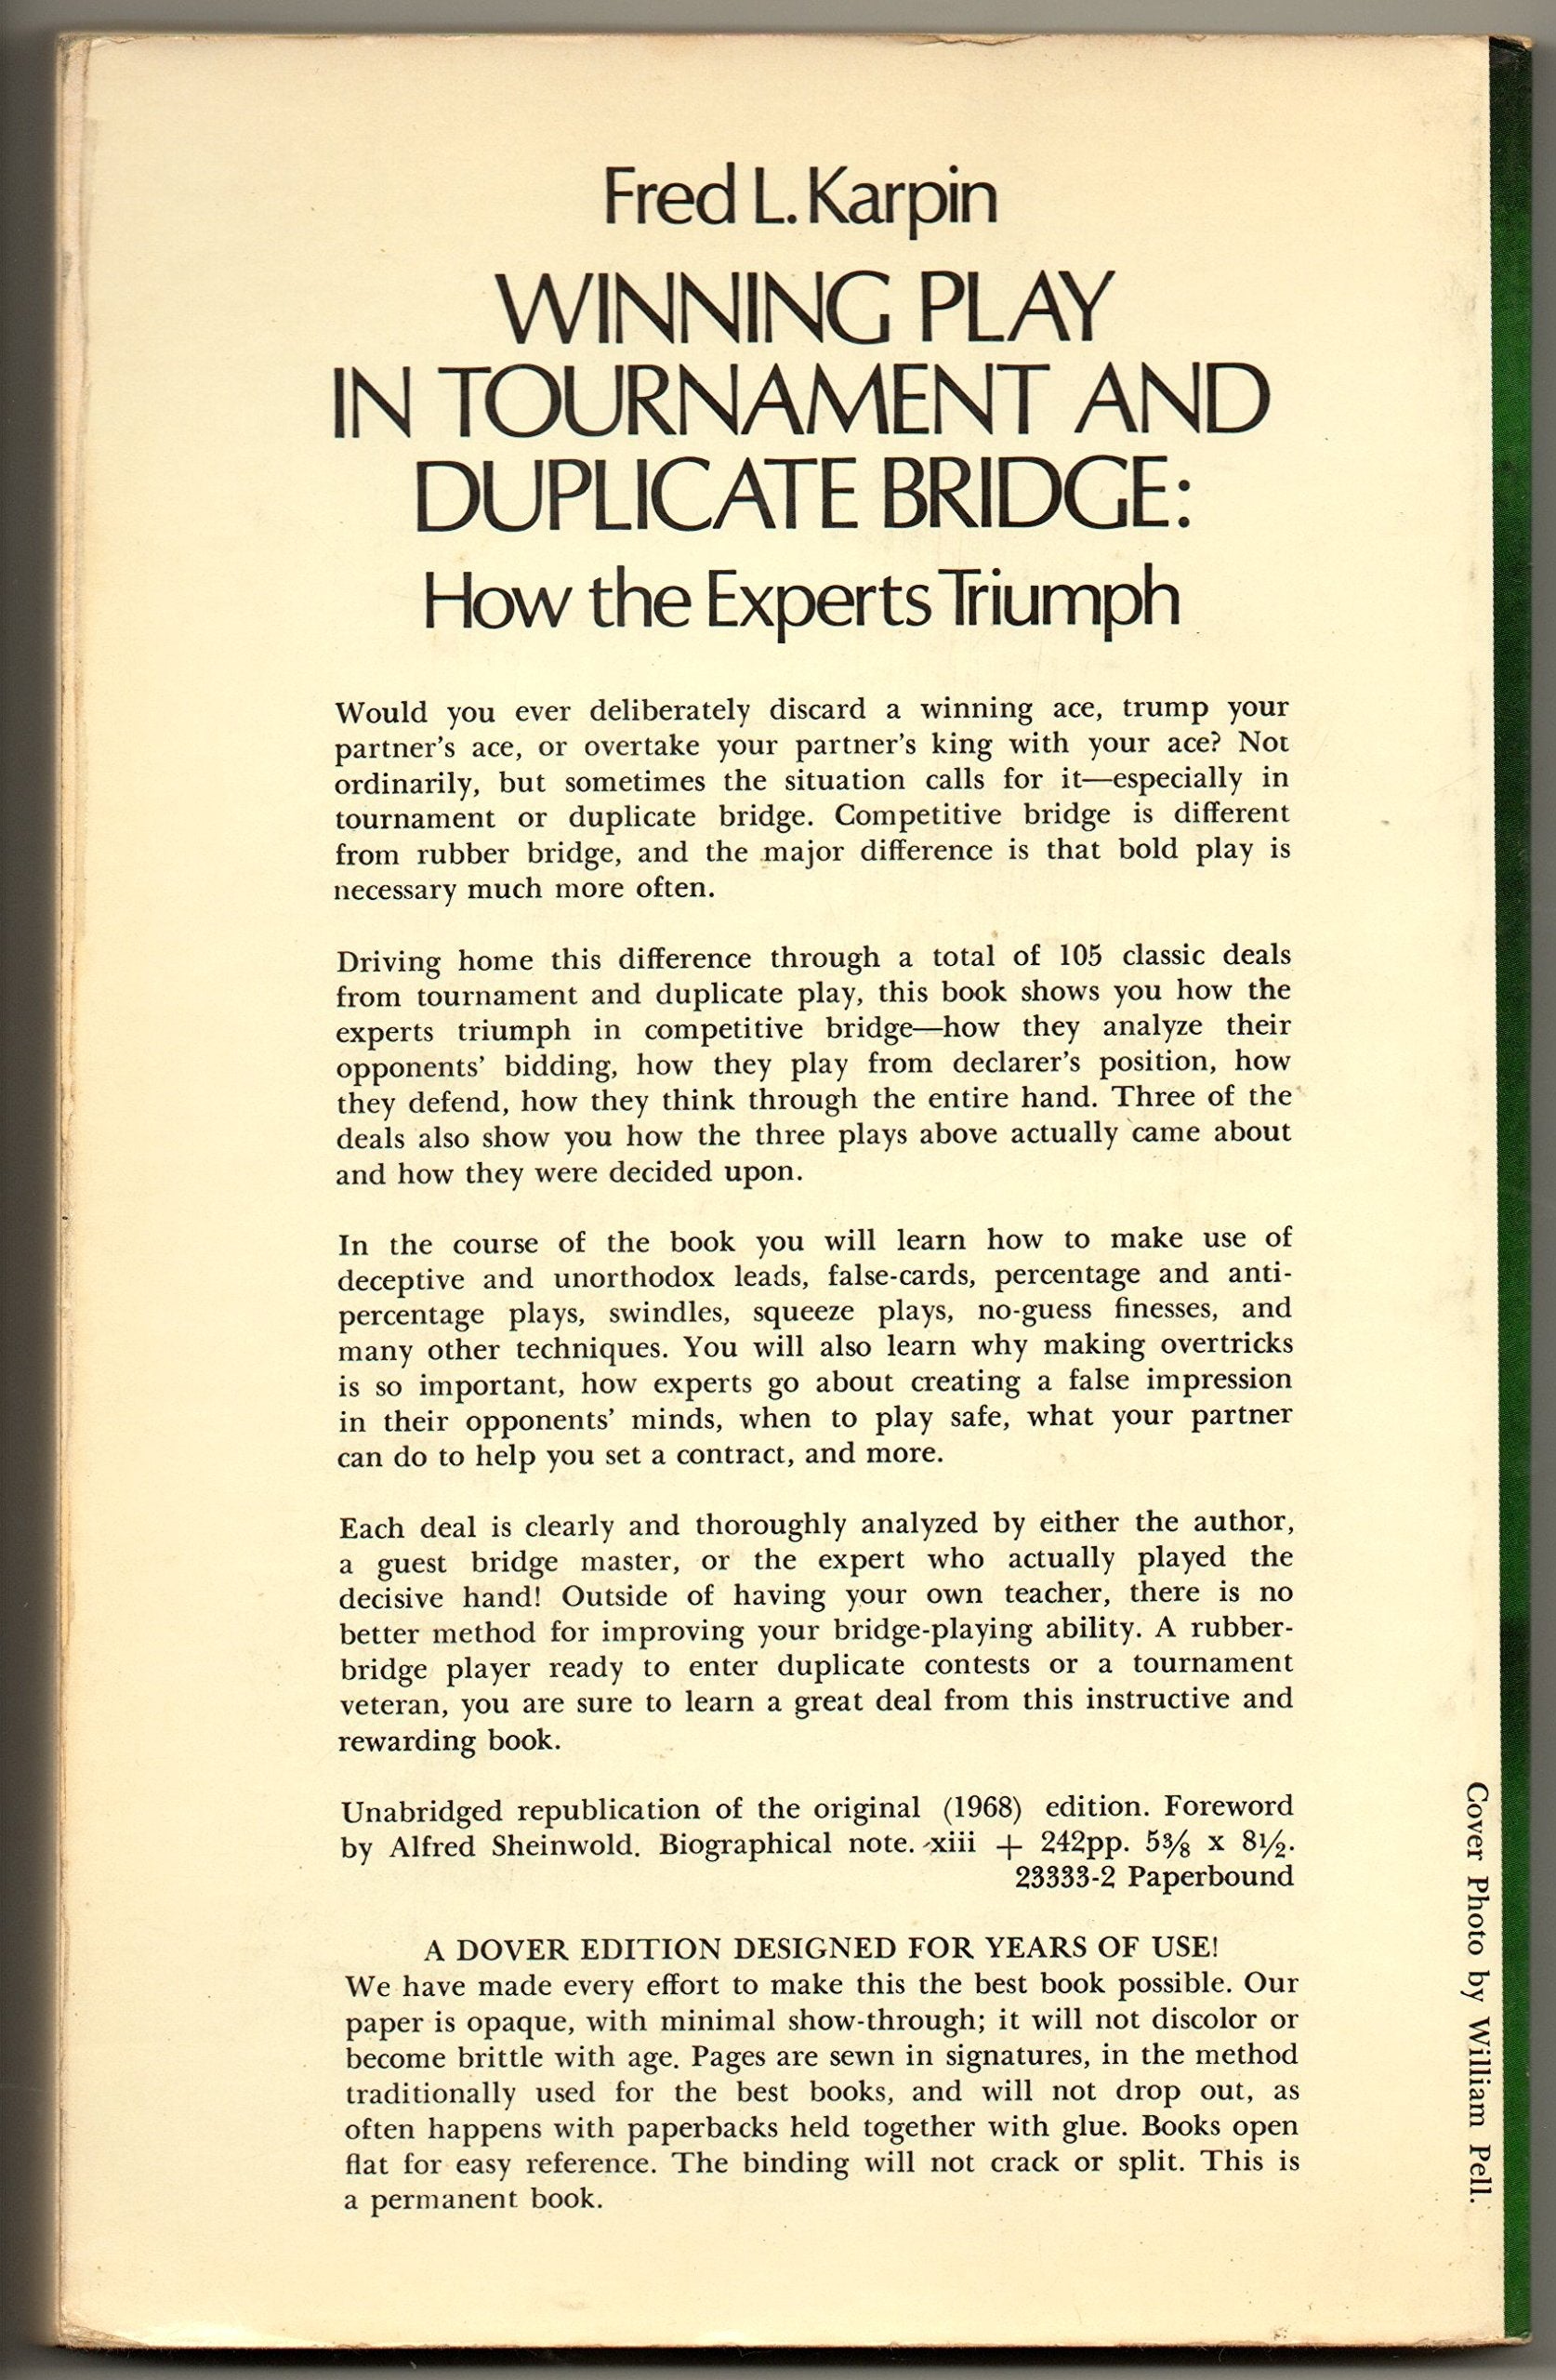 Fred L. Karpin
WINNING PLAY
IN TOURNAMENT AND
DUPLICATE BRIDGE:
How the Experts Triumph
Would you ever deliberately discard a winning ace, trump your
partner's ace, or overtake your partner's king with your ace? Not
ordinarily, but sometimes the situation calls for it—especially in
tournament or duplicate bridge. Competitive bridge is different
from rubber bridge, and the major difference is that bold play is
necessary much more often.
Driving home this difference through a total of 105 classic deals
from tournament and duplicate play, this book shows you how the
experts triumph in competitive bridge—how they analyze their
opponents' bidding, how they play from declarer's position, how
they defend, how they think through the entire hand. Three of the
deals also show you how the three plays above actually came about
and how they were decided upon.
In the course of the book you will learn how to make use of
deceptive and unorthodox leads, false-cards, percentage and anti-
percentage plays, swindles, squeeze plays, no-guess finesses, and
many other techniques. You will also learn why making overtricks
is so important, how experts go about creating a false impression
in their opponents' minds, when to play safe, what your partner
can do to help you set a contract, and more.
Each deal is clearly and thoroughly analyzed by either the author,
a guest bridge master, or the expert who actually played the
decisive hand! Outside of having your own teacher, there is no
better method for improving your bridge-playing ability. A rubber-
bridge player ready to enter duplicate contests or a tournament
veteran, you are sure to learn a great deal from this instructive and
rewarding book.
Unabridged republication of the original (1968) edition. Foreword
by Alfred Sheinwold. Biographical note. xiii + 242pp. 5⅜ x 8½.
23333-2 Paperbound
A DOVER EDITION DESIGNED FOR YEARS OF USE!
We have made every effort to make this the best book possible. Our
paper is opaque, with minimal show-through; it will not discolor or
become brittle with age. Pages are sewn in signatures, in the method
traditionally used for the best books, and will not drop out, as
often happens with paperbacks held together with glue. Books open
flat for easy reference. The binding will not crack or split. This is
a permanent book.
Cover Photo by William Pell.